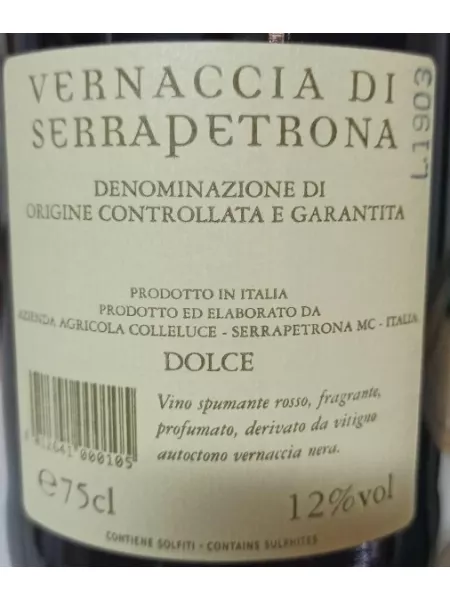 VERNACCIA DI
SERRAPETRONA
L.1903
DENOMINAZIONE DI
ORIGINE CONTROLLATA E GARANTITA
PRODOTTO IN ITALIA
PRODOTTO ED ELABORATO DA
AZIENDA AGRICOLA COLLELUCE - SERRAPETRONA MC - ITALIA
DOLCE
Vino spumante rosso, fragrante,
profumato, derivato da vitigno
autoctono vernaccia nera.
000105
e75cl
12%vol
CONTIENE SOLFITI - CONTAINS SULPHITES